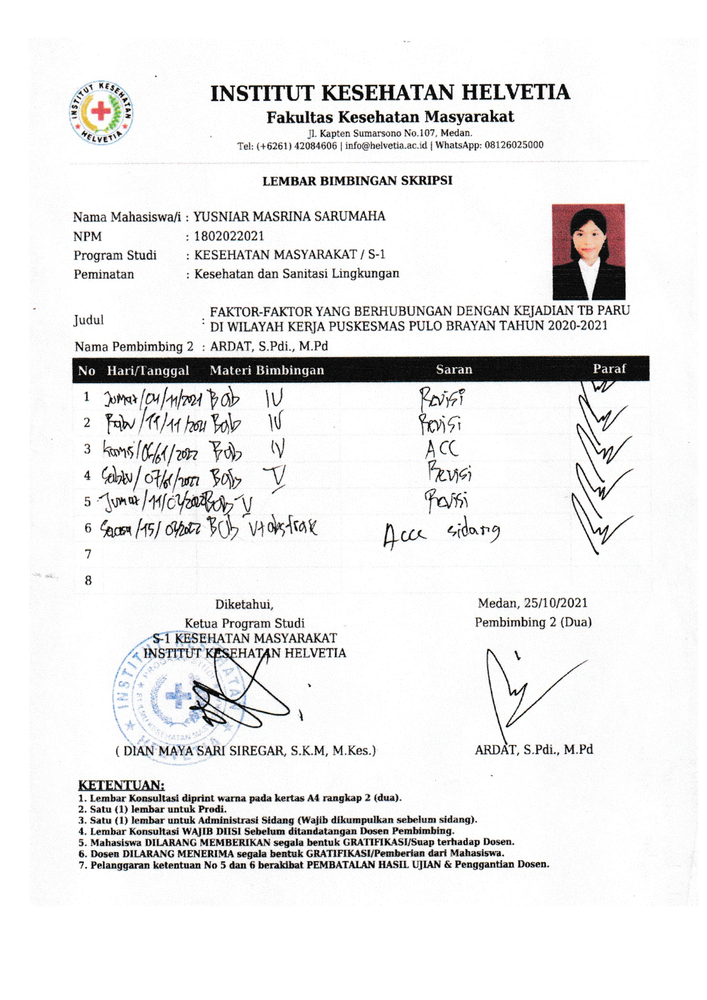 INSTITUT KESEHATAN
HELVETIA
INSTITUT KESEHATAN HELVETIA
Fakultas Kesehatan Masyarakat
Jl. Kapten Sumarsono No.107, Medan.
Tel: (+6261) 42084606 | info@helvetia.ac.id | WhatsApp: 08126025000
LEMBAR BIMBINGAN SKRIPSI
Nama Mahasiswa/i : YUSNIAR MASRINA SARUMAHA
NPM : 1802022021
Program Studi : KESEHATAN MASYARAKAT / S-1
Peminatan : Kesehatan dan Sanitasi Lingkungan
Judul : FAKTOR-FAKTOR YANG BERHUBUNGAN DENGAN KEJADIAN TB PARU
DI WILAYAH KERJA PUSKESMAS PULO BRAYAN TAHUN 2020-2021
Nama Pembimbing 2 : ARDAT, S.Pdi., M.Pd
No Hari/Tanggal Materi Bimbingan Saran Paraf
1 Jumat/04/11/2021 Bab IV Revisi
2 Rabu/11/11/2021 Bab IV Revisi
3 Kamis/06/01/2022 Bab IV ACC
4 Sabtu/07/01/2022 Bab V Revisi
5 Jumat/11/02/2022 Bab V Revisi
6 Selasa/15/ Bab V+abstrak Acc sidang
7
8
Diketahui,
Ketua Program Studi
S-1 KESEHATAN MASYARAKAT
INSTITUT KESEHATAN HELVETIA
Medan, 25/10/2021
Pembimbing 2 (Dua)
INSTITUT KESEHATAN
HELVETIA
( DIAN MAYA SARI SIREGAR, S.K.M, M.Kes.)
ARDAT, S.Pdi., M.Pd
KETENTUAN:
1. Lembar Konsultasi diprint warna pada kertas A4 rangkap 2 (dua).
2. Satu (1) lembar untuk Prodi.
3. Satu (1) lembar untuk Administrasi Sidang (Wajib dikumpulkan sebelum sidang).
4. Lembar Konsultasi WAJIB DIISI Sebelum ditandatangan Dosen Pembimbing.
5. Mahasiswa DILARANG MEMBERIKAN segala bentuk GRATIFIKASI/Suap terhadap Dosen.
6. Dosen DILARANG MENERIMA segala bentuk GRATIFIKASI/Pemberian dari Mahasiswa.
7. Pelanggaran ketentuan No 5 dan 6 berakibat PEMBATALAN HASIL UJIAN & Penggantian Dosen.